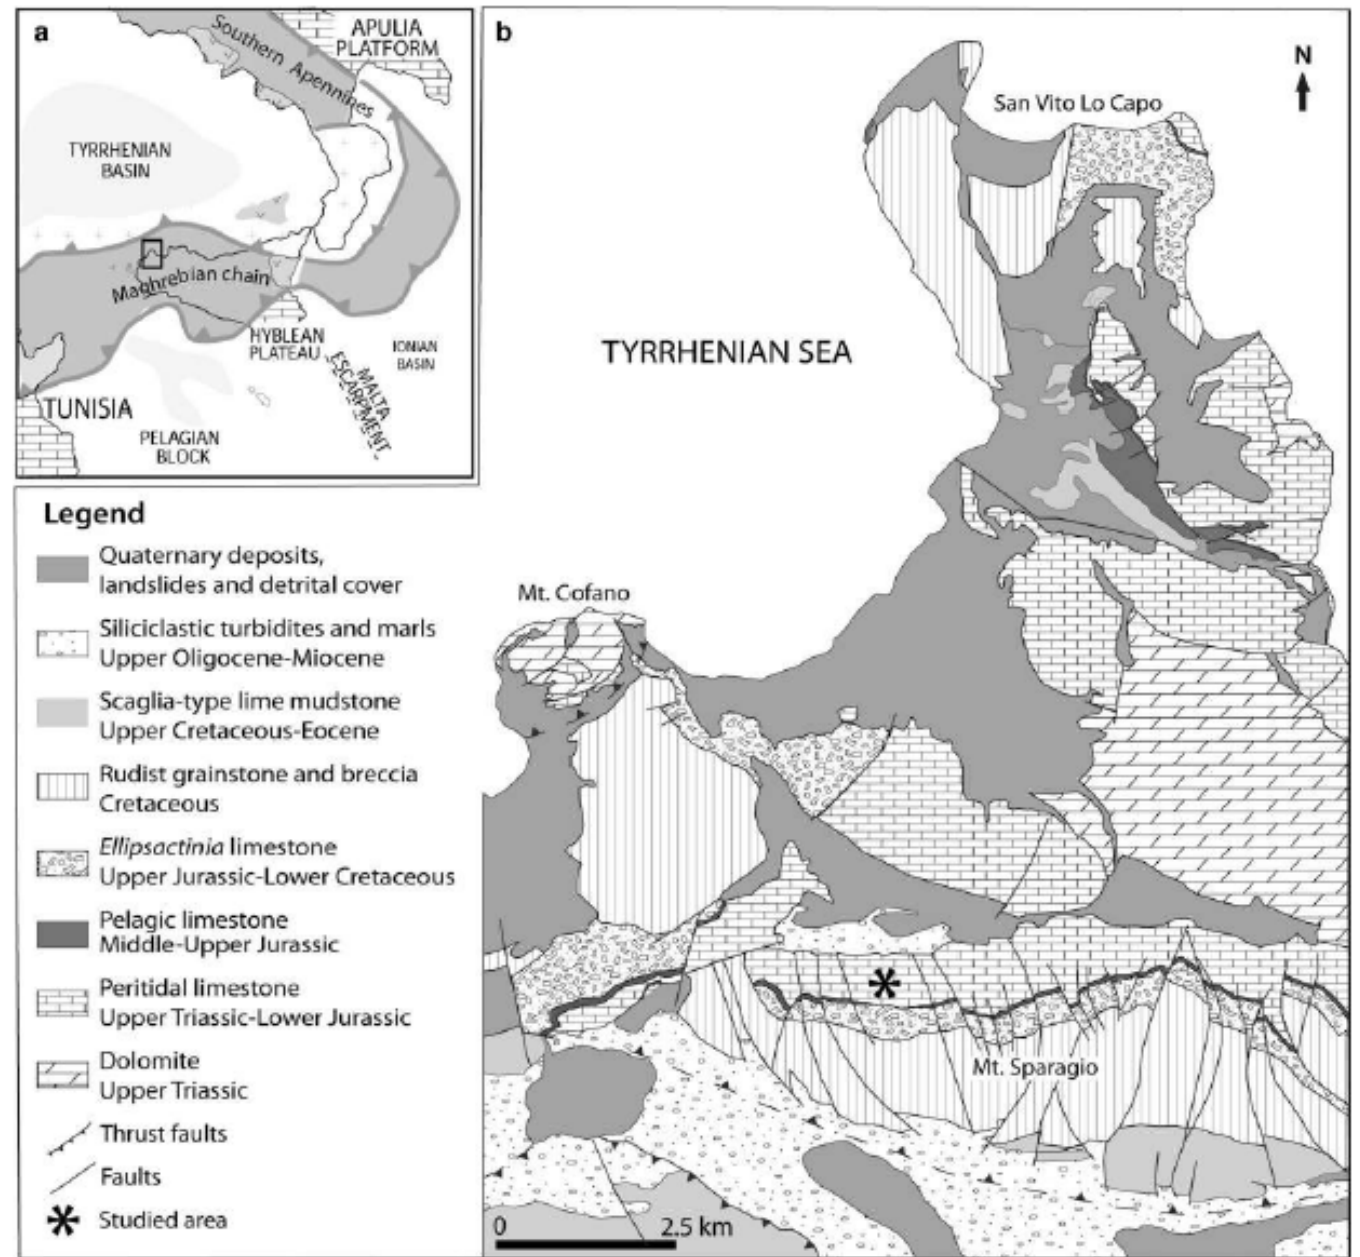 a
Southern Apennines
APULIA
PLATFORM
TYRRHENIAN
BASIN
Maghrebian chain
HYBLEAN
PLATEAU
IONIAN
BASIN
MALTA
ESCARPMENT
TUNISIA
PELAGIAN
BLOCK
b
N
San Vito Lo Capo
TYRRHENIAN SEA
Mt. Cofano
Mt. Sparagio
0 2.5 km
Legend
Quaternary deposits,
landslides and detrital cover
Siliciclastic turbidites and marls
Upper Oligocene-Miocene
Scaglia-type lime mudstone
Upper Cretaceous-Eocene
Rudist grainstone and breccia
Cretaceous
Ellipsactinia limestone
Upper Jurassic-Lower Cretaceous
Pelagic limestone
Middle-Upper Jurassic
Peritidal limestone
Upper Triassic-Lower Jurassic
Dolomite
Upper Triassic
Thrust faults
Faults
Studied area